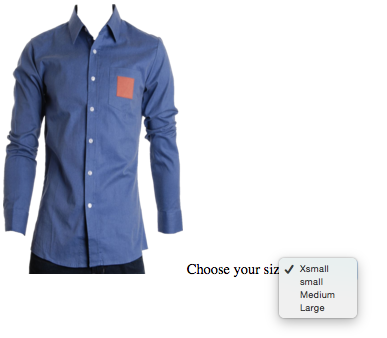 Choose your siz
✓ Xsmall
small
Medium
Large